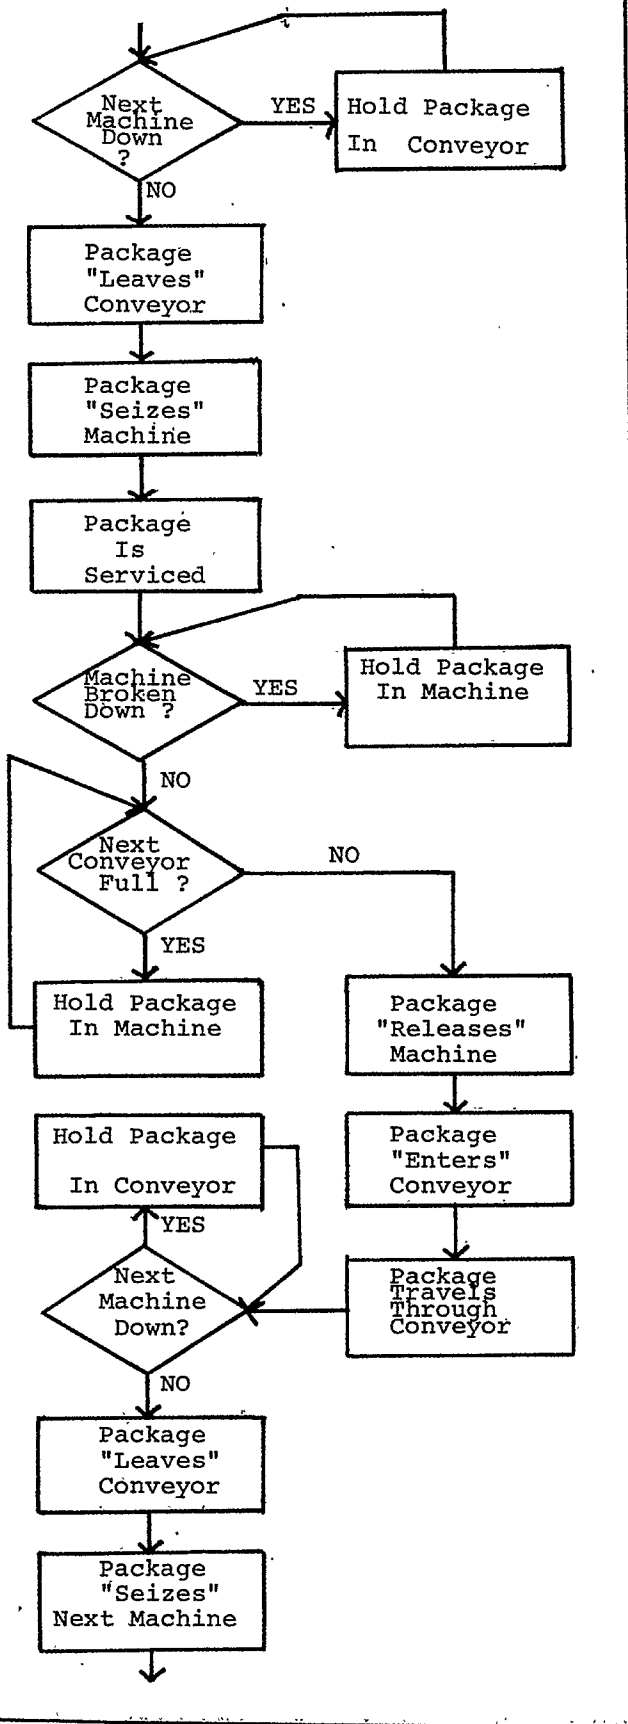 Next
Machine
Down
?
YES
Hold Package
In Conveyor
NO
Package
"Leaves"
Conveyor
Package
"Seizes"
Machine
Package
Is
Serviced
Machine
Broken
Down ?
YES
Hold Package
In Machine
NO
Next
Conveyor
Full ?
NO
YES
Hold Package
In Machine
Package
"Releases"
Machine
Package
"Enters"
Conveyor
Package
Travels
Through
Conveyor
Hold Package
In Conveyor
YES
Next
Machine
Down?
NO
Package
"Leaves"
Conveyor
Package
"Seizes"
Next Machine